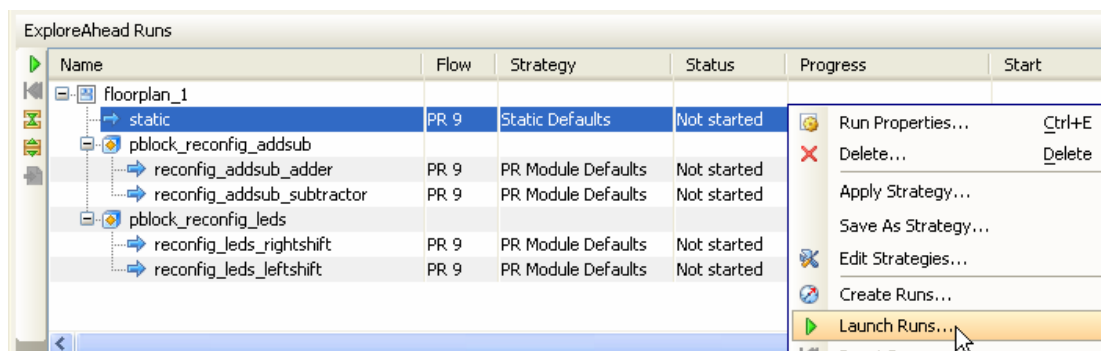 ExploreAhead Runs
Name Flow Strategy Status Progress Start
floorplan_1
static PR 9 Static Defaults Not started
pblock_reconfig_addsub
reconfig_addsub_adder PR 9 PR Module Defaults Not started
reconfig_addsub_subtractor PR 9 PR Module Defaults Not started
pblock_reconfig_leds
reconfig_leds_rightshift PR 9 PR Module Defaults Not started
reconfig_leds_leftshift PR 9 PR Module Defaults Not started
Run Properties... Ctrl+E
Delete... Delete
Apply Strategy...
Save As Strategy...
Edit Strategies...
Create Runs...
Launch Runs...